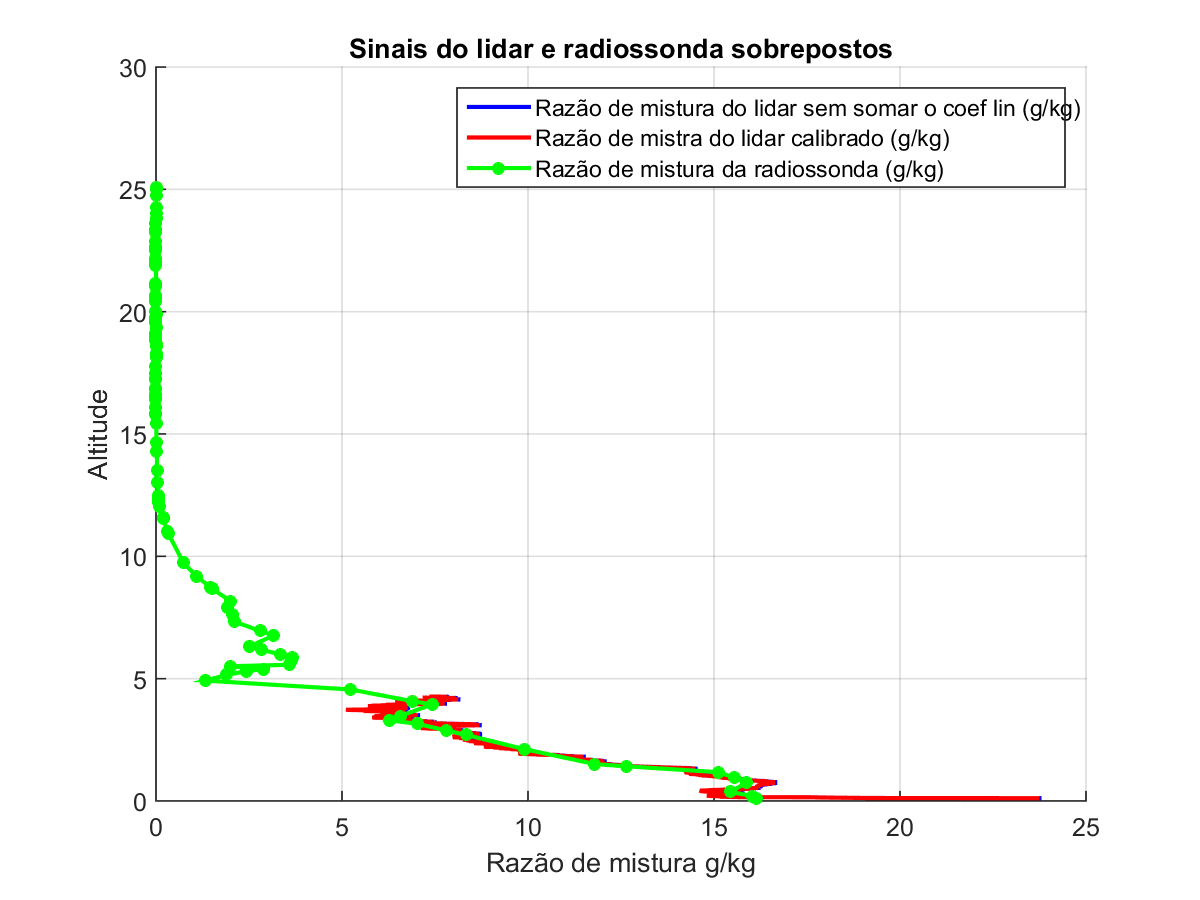 Sinais do lidar e radiossonda sobrepostos
Razão de mistura do lidar sem somar o coef lin (g/kg)
Razão de mistra do lidar calibrado (g/kg)
Razão de mistura da radiossonda (g/kg)
30
25
20
15
10
5
0
Altitude
0 5 10 15 20 25
Razão de mistura g/kg